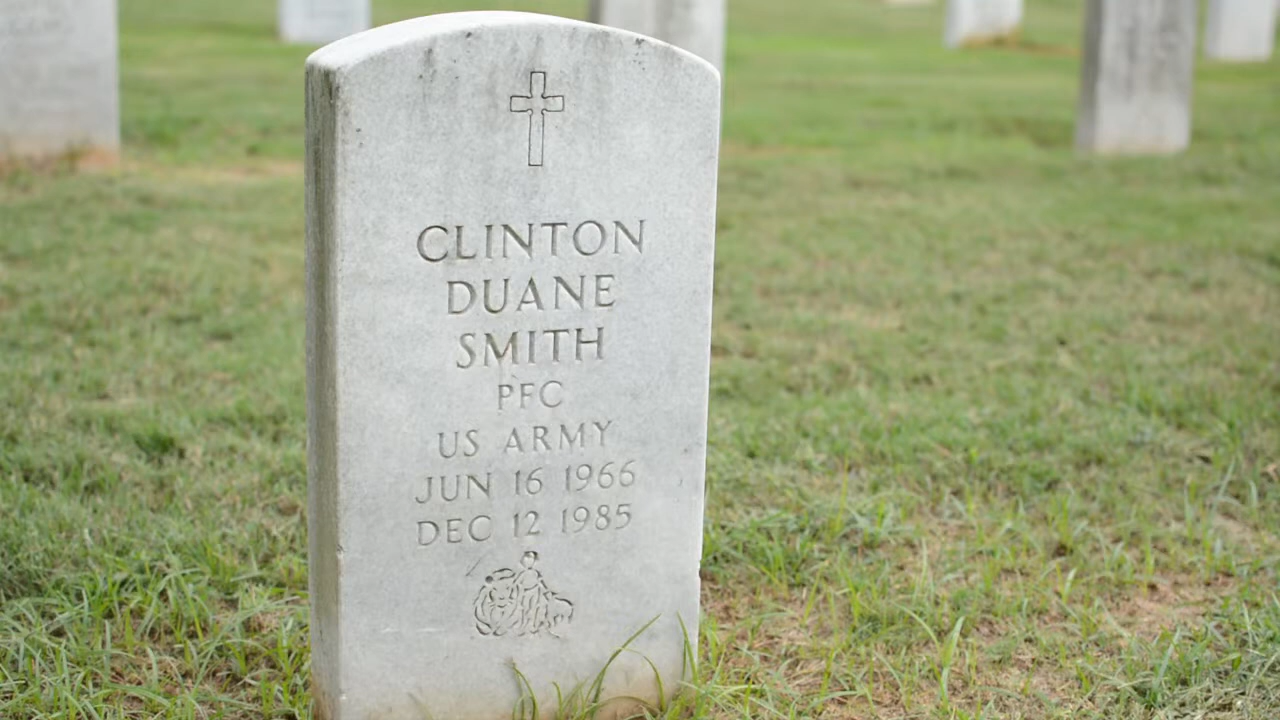 CLINTON
DUANE
SMITH
PFC
US ARMY
JUN 16 1966
DEC 12 1985